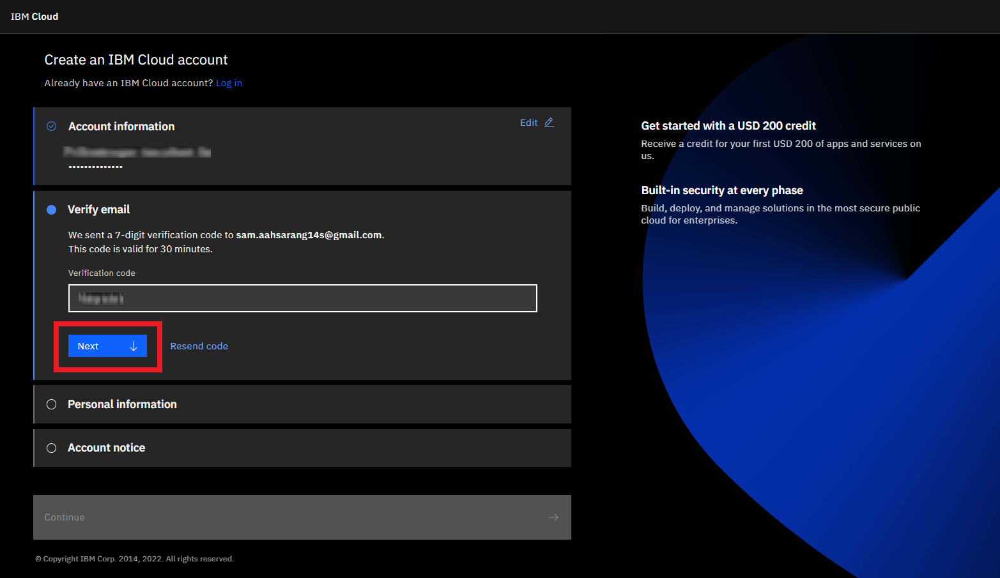 IBM Cloud
Create an IBM Cloud account
Already have an IBM Cloud account? Log in
Account information
Edit
Verify email
We sent a 7-digit verification code to sam.aahsarang14s@gmail.com.
This code is valid for 30 minutes.
Verification code
Next
Resend code
Personal information
Account notice
Continue
© Copyright IBM Corp. 2014, 2022. All rights reserved.
Get started with a USD 200 credit
Receive a credit for your first USD 200 of apps and services on
us.
Built-in security at every phase
Build, deploy, and manage solutions in the most secure public
cloud for enterprises.